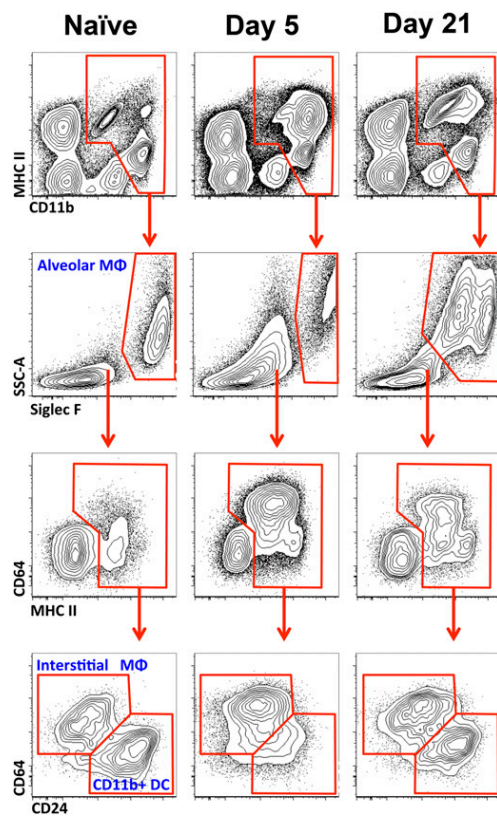 Naïve Day 5 Day 21
MHC II
CD11b
Alveolar MΦ
SSC-A
Siglec F
CD64
MHC II
Interstitial MΦ
CD64
CD11b+ DC
CD24